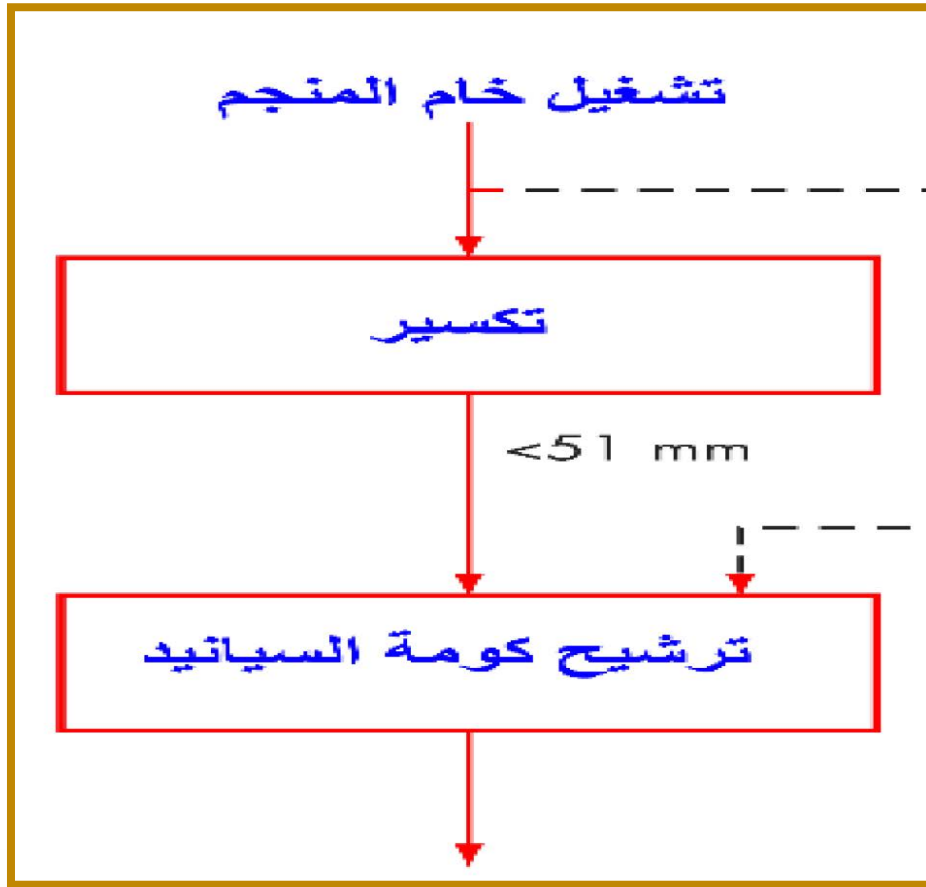 تشغيل خام المنجم
تكسير
<51 mm
ترشيح كومة السيانيد